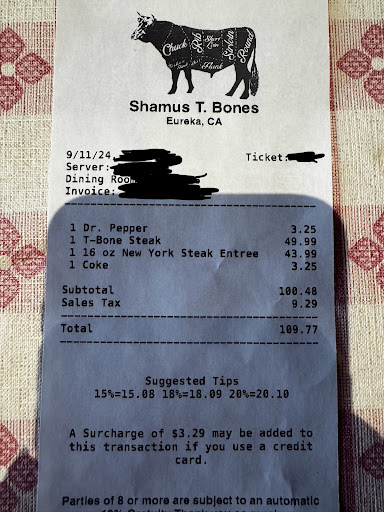 Chuck Rib Short Loin Sirloin Round
Flank
Shamus T. Bones
Eureka, CA
9/11/24
Ticket:
Server:
Dining Roo
Invoice:
1 Dr. Pepper 3.25
1 T-Bone Steak 49.99
1 16 oz New York Steak Entree 43.99
1 Coke 3.25
Subtotal 100.48
Sales Tax 9.29
Total 109.77
Suggested Tips
15%=15.08 18%=18.09 20%=20.10
A Surcharge of $3.29 may be added to
this transaction if you use a credit
card.
Parties of 8 or more are subject to an automatic